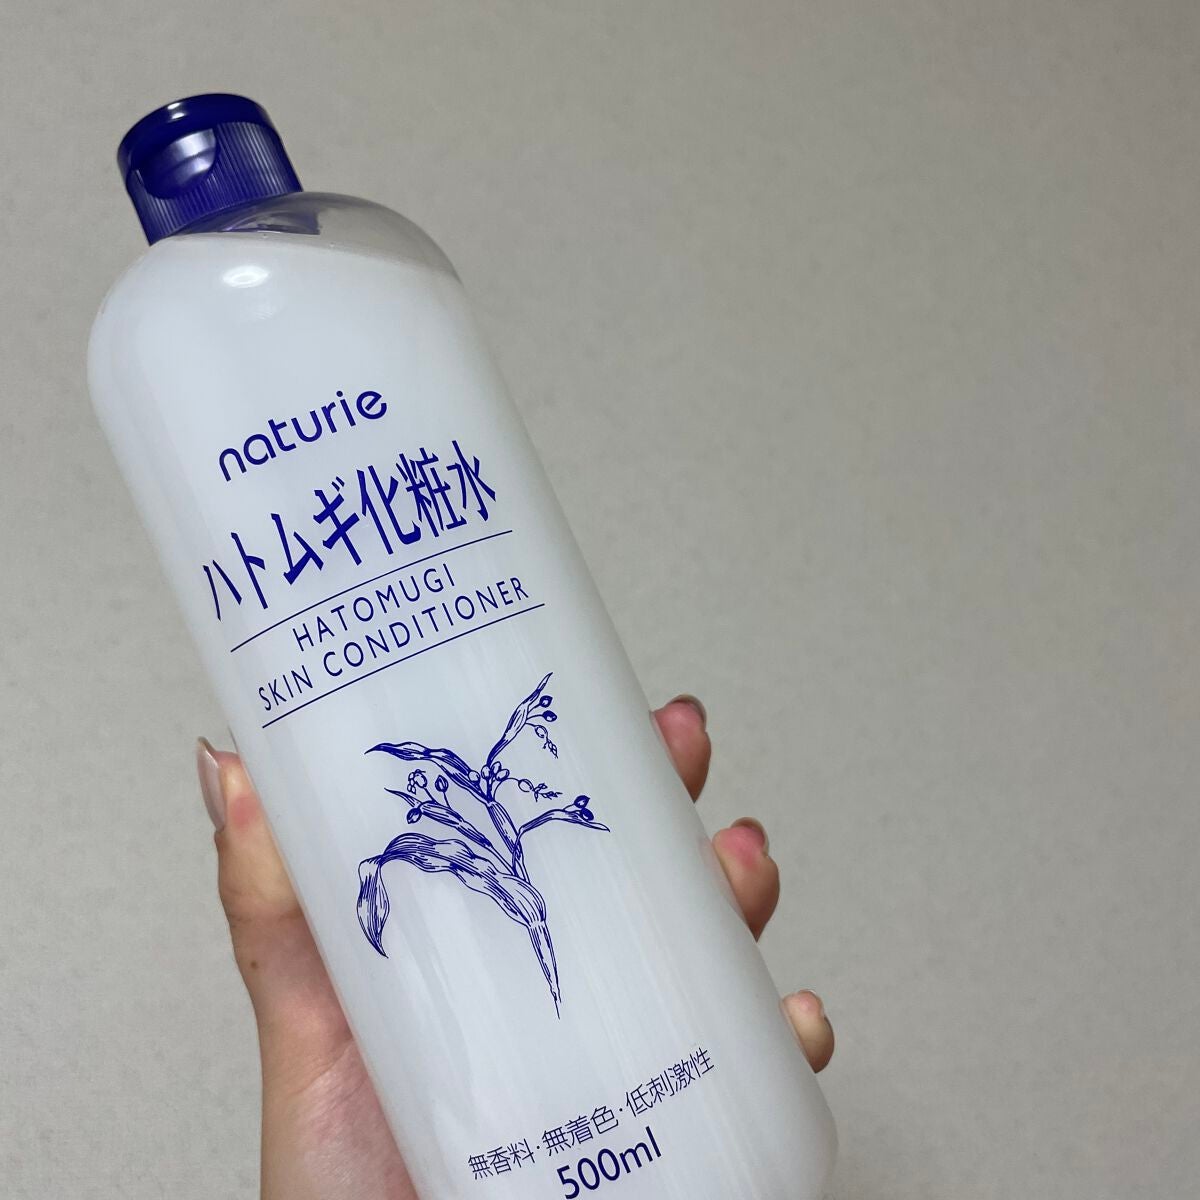 naturie
ハトムギ化粧水
HATOMUGI
SKIN CONDITIONER
無香料·無着色·低刺激性
500ml